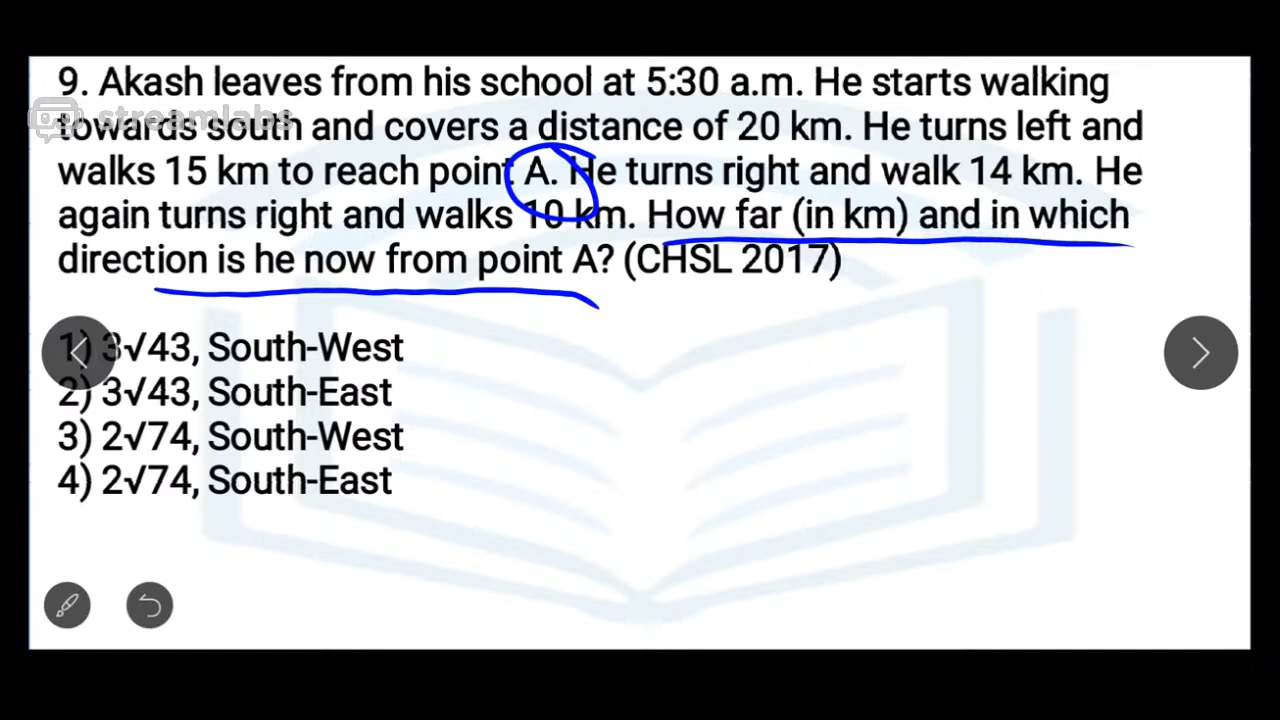 9. Akash leaves from his school at 5:30 a.m. He starts walking
streamlabs
towards south and covers a distance of 20 km. He turns left and
walks 15 km to reach point A. He turns right and walk 14 km. He
again turns right and walks 10 km. How far (in km) and in which
direction is he now from point A? (CHSL 2017)
1) 3√43, South-West
2) 3√43, South-East
3) 2√74, South-West
4) 2√74, South-East